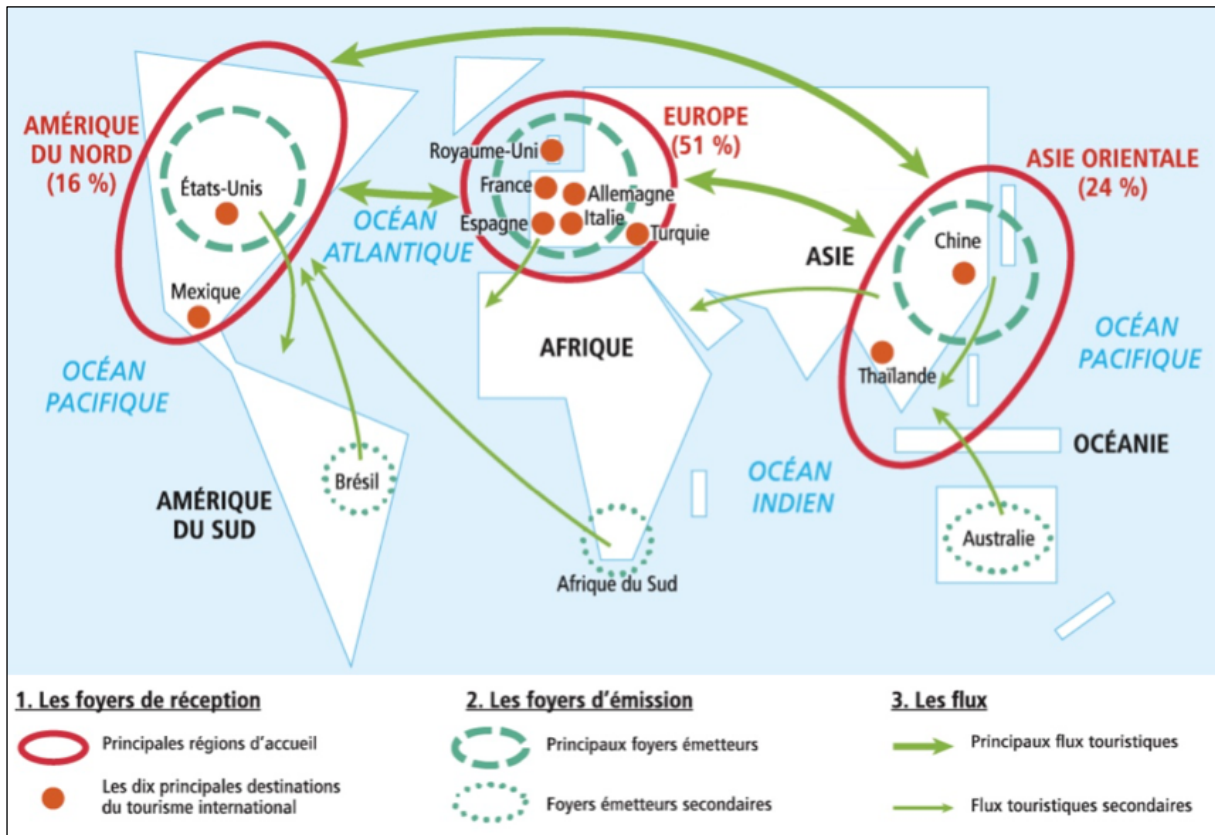 AMÉRIQUE
DU NORD
(16 %)
États-Unis
Mexique
OCÉAN
PACIFIQUE
OCÉAN
ATLANTIQUE
EUROPE
(51 %)
Royaume-Uni
France
Allemagne
Espagne
Italie
Turquie
ASIE ORIENTALE
(24 %)
ASIE
Chine
Thaïlande
OCÉAN
PACIFIQUE
AFRIQUE
AMÉRIQUE
DU SUD
Brésil
Afrique du Sud
OCÉAN
INDIEN
OCÉANIE
Australie
1. Les foyers de réception
Principales régions d'accueil
Les dix principales destinations
du tourisme international
2. Les foyers d'émission
Principaux foyers émetteurs
Foyers émetteurs secondaires
3. Les flux
Principaux flux touristiques
Flux touristiques secondaires